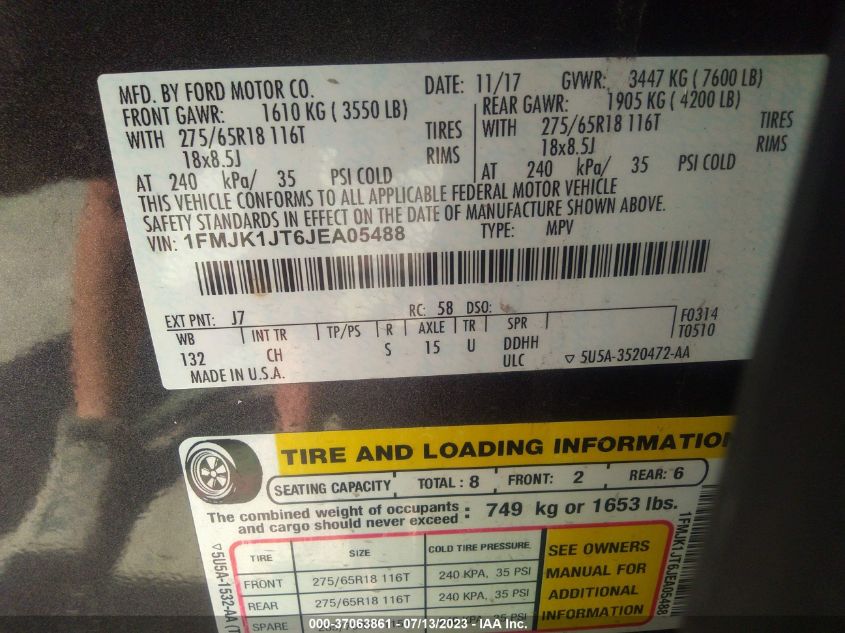 MFD. BY FORD MOTOR CO. DATE: 11/17 GVWR: 3447 KG ( 7600 LB)
FRONT GAWR: 1610 KG ( 3550 LB) REAR GAWR: 1905 KG ( 4200 LB)
WITH 275/65R18 116T TIRES WITH 275/65R18 116T TIRES
18x8.5J RIMS 18x8.5J RIMS
AT 240 kPa/ 35 PSI COLD AT 240 kPa/ 35 PSI COLD
THIS VEHICLE CONFORMS TO ALL APPLICABLE FEDERAL MOTOR VEHICLE
SAFETY STANDARDS IN EFFECT ON THE DATE OF MANUFACTURE SHOWN ABOVE.
VIN: 1FMJK1JT6JEA05488 TYPE: MPV
EXT PNT: J7 RC: 58 DSO: F0314
WB INT TR TP/PS R AXLE TR SPR T0510
132 CH S 15 U DDHH
ULC ▽ 5U5A-3520472-AA
MADE IN U.S.A.
TIRE AND LOADING INFORMATION
SEATING CAPACITY TOTAL : 8 FRONT: 2 REAR: 6
The combined weight of occupants and cargo should never exceed : 749 kg or 1653 lbs.
TIRE SIZE COLD TIRE PRESSURE
FRONT 275/65R18 116T 240 KPA, 35 PSI
REAR 275/65R18 116T 240 KPA, 35 PSI
SPARE
SEE OWNERS
MANUAL FOR
ADDITIONAL
INFORMATION
▽5U5A-1532-AA
1FMJK1JT6JEA05488
000-37063861 - 07/13/2023 - IAA Inc.